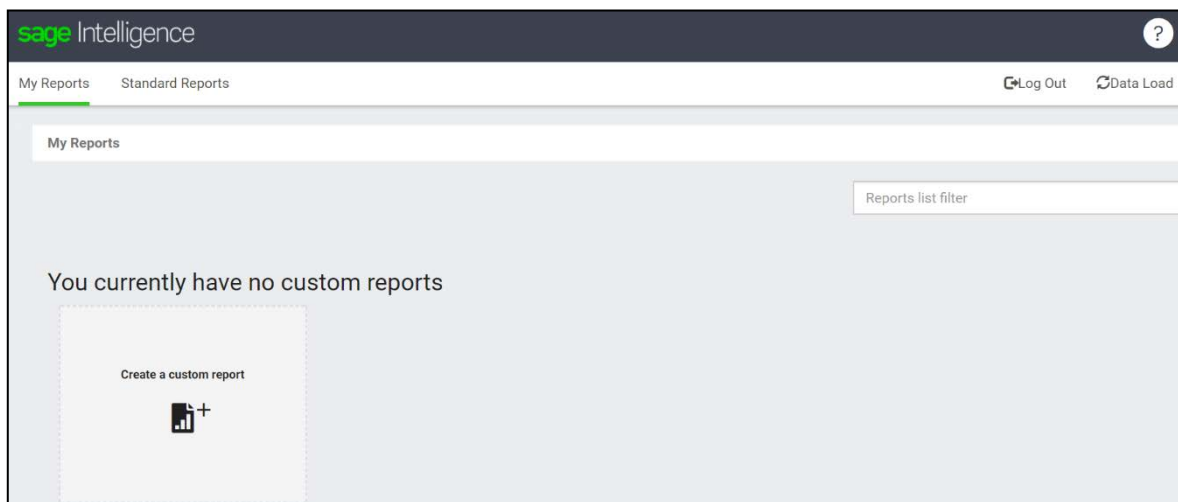 sage Intelligence
?
My Reports Standard Reports Log Out Data Load
My Reports
Reports list filter
You currently have no custom reports
Create a custom report